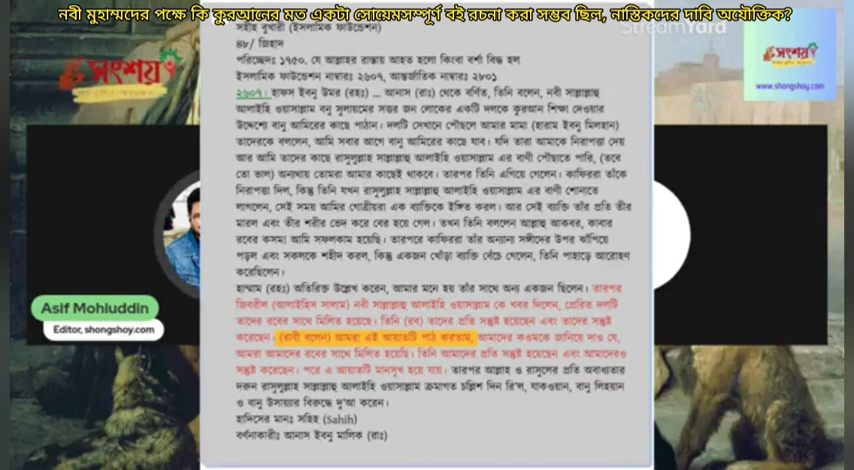 নবী মুহাম্মদের পক্ষে কি কুরআনের মত একটা সোয়েমসম্পূর্ণ বই রচনা করা সম্ভব ছিল, নাস্তিকদের দাবি অযৌক্তিক?
সহীহ বুখারী (ইসলামিক ফাউন্ডেশন)
StreamYard
৪৮/ জিহাদ
পরিচ্ছেদঃ ১৭৫০. যে আল্লাহর রাস্তায় আহত হলো কিংবা বর্শা বিদ্ধ হল
ইসলামিক ফাউন্ডেশন নাম্বারঃ ২৬০৭, আন্তর্জাতিক নাম্বারঃ ২৮০১
২৬০৭। হাফস ইবনু উমর (রহঃ) ... আনাস (রাঃ) থেকে বর্ণিত, তিনি বলেন, নবী সাল্লাল্লাহু
আলাইহি ওয়াসাল্লাম বনু সুলায়মের সত্তর জন লোকের একটি দলকে কুরআন শিক্ষা দেওয়ার
উদ্দেশ্যে বানু আমিরের কাছে পাঠান। দলটি সেখানে পৌছলে আমার মামা (হারাম ইবনু মিলহান)
তাদেরকে বললেন, আমি সবার আগে বানু আমিরের কাছে যাব। যদি তারা আমাকে নিরাপত্তা দেয়
আর আমি তাদের কাছে রাসূলুল্লাহ সাল্লাল্লাহু আলাইহি ওয়াসাল্লাম এর বাণী পৌছাতে পারি, (তবে
তো ভাল) অন্যথায় তোমরা আমার কাছেই থাকবে। তারপর তিনি এগিয়ে গেলেন। কাফিররা তাঁকে
নিরাপত্তা দিল, কিন্তু তিনি যখন রাসূলুল্লাহ সাল্লাল্লাহু আলাইহি ওয়াসাল্লাম এর বাণী শোনাতে
লাগলেন, সেই সময় আমির গোত্রীয়রা এক ব্যাক্তিকে ইঙ্গিত করল। আর সেই ব্যক্তি তাঁর প্রতি তীর
মারল এবং তীর শরীর ভেদ করে বের হয়ে গেল। তখন তিনি বললেন আল্লাহু আকবর, কাবার
রবের কসম! আমি সফলকাম হয়েছি। তারপরে কাফিররা তাঁর অন্যান্য সঙ্গীদের উপর ঝাঁপিয়ে
পড়ল এবং সকলকে শহীদ করল, কিন্তু একজন খোঁড়া ব্যক্তি বেঁচে গেলেন, তিনি পাহাড়ে আরোহণ
করেছিলেন।
হাম্মাম (রহঃ) অতিরিক্ত উল্লেখ করেন, আমার মনে হয় তাঁর সাথে অন্য একজন ছিলেন। তারপর
জিবরীল (আলাইহিস সালাম) নবী সাল্লাল্লাহু আলাইহি ওয়াসাল্লাম কে খবর দিলেন, প্রেরিত দলটি
তাদের রবের সাথে মিলিত হয়েছে। তিনি (রব) তাদের প্রতি সন্তুষ্ট হয়েছেন এবং তাদের সন্তুষ্ট
করেছেন। (রাবী বলেন) আমরা এই আয়াতটি পাঠ করতাম, আমাদের কওমকে জানিয়ে দাও যে,
আমরা আমাদের রবের সাথে মিলিত হয়েছি। তিনি আমাদের প্রতি সন্তুষ্ট হয়েছেন এবং আমাদেরও
সন্তুষ্ট করেছেন। পরে এ আয়াতটি মানসুখ হয়ে যায়। তারপর আল্লাহ ও রাসুলের প্রতি অবাধ্যতার
দরুন রাসুলুল্লাহ সাল্লাল্লাহু আলাইহি ওয়াসাল্লাম ক্রমাগত চল্লিশ দিন রি'ল, যাকওয়ান, বানু লিহয়ান
ও বানু উসায়্যার বিরুদ্ধে দু'আ করেন।
হাদিসের মানঃ সহিহ (Sahih)
বর্ণনাকারীঃ আনাস ইবনু মালিক (রাঃ)
সংশয়
Asif Mohiuddin
Editor, shongshoy.com
সংশয়
www.shongshoy.com